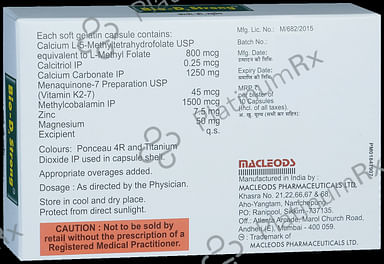 Bio-D3 Strong
Each soft gelatin capsule contains:
Calcium L-5-Methyltetrahydrofolate USP
equivalent to L-Methyl Folate 800 mcg
Calcitriol IP 0.25 mcg
Calcium Carbonate IP 1250 mg
Menaquinone-7 Preparation USP
(Vitamin K2-7) 45 mcg
Methylcobalamin IP 1500 mcg
Zinc 7.5 mg
Magnesium 50 mg
Excipient q.s.
Colours: Ponceau 4R and Titanium
Dioxide IP used in capsule shell.
Appropriate overages added.
Dosage : As directed by the Physician.
Store in cool and dry place.
Protect from direct sunlight.
CAUTION : Not to be sold by
retail without the prescription of a
Registered Medical Practitioner.
Mfg. Lic. No.: M/682/2015
Batch No.:
Mfg. Date:
Expiry Date:
MRP
per blister of
10 Capsules
(Incl. of all taxes).
MACLEODS
Manufactured in India by :
MACLEODS PHARMACEUTICALS LTD.
Khasra No. 21,22,66,67 & 68,
Aho-Yangtam, Namchepung,
PO: Ranipool, Sikkim-737135.
Off.: Atlanta Arcade, Marol Church Road,
Andheri (E), Mumbai - 400 059.
® TRADEMARK OF
MACLEODS PHARMACEUTICALS LTD.
PlatinumRx